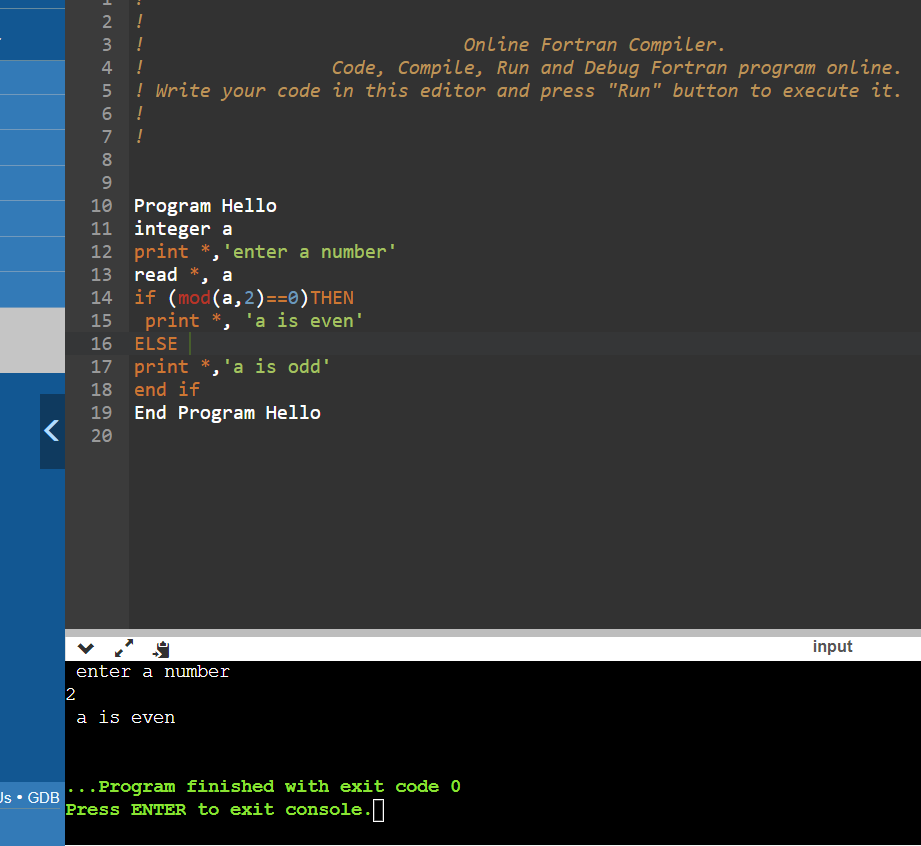 1 !
2 !
3 ! Online Fortran Compiler.
4 ! Code, Compile, Run and Debug Fortran program online.
5 ! Write your code in this editor and press "Run" button to execute it.
6 !
7 !
8
9
10 Program Hello
11 integer a
12 print *,'enter a number'
13 read *, a
14 if (mod(a,2)==0)THEN
15  print *, 'a is even'
16 ELSE
17 print *,'a is odd'
18 end if
19 End Program Hello
20
input
enter a number
2
a is even
...Program finished with exit code 0
Press ENTER to exit console.
• GDB